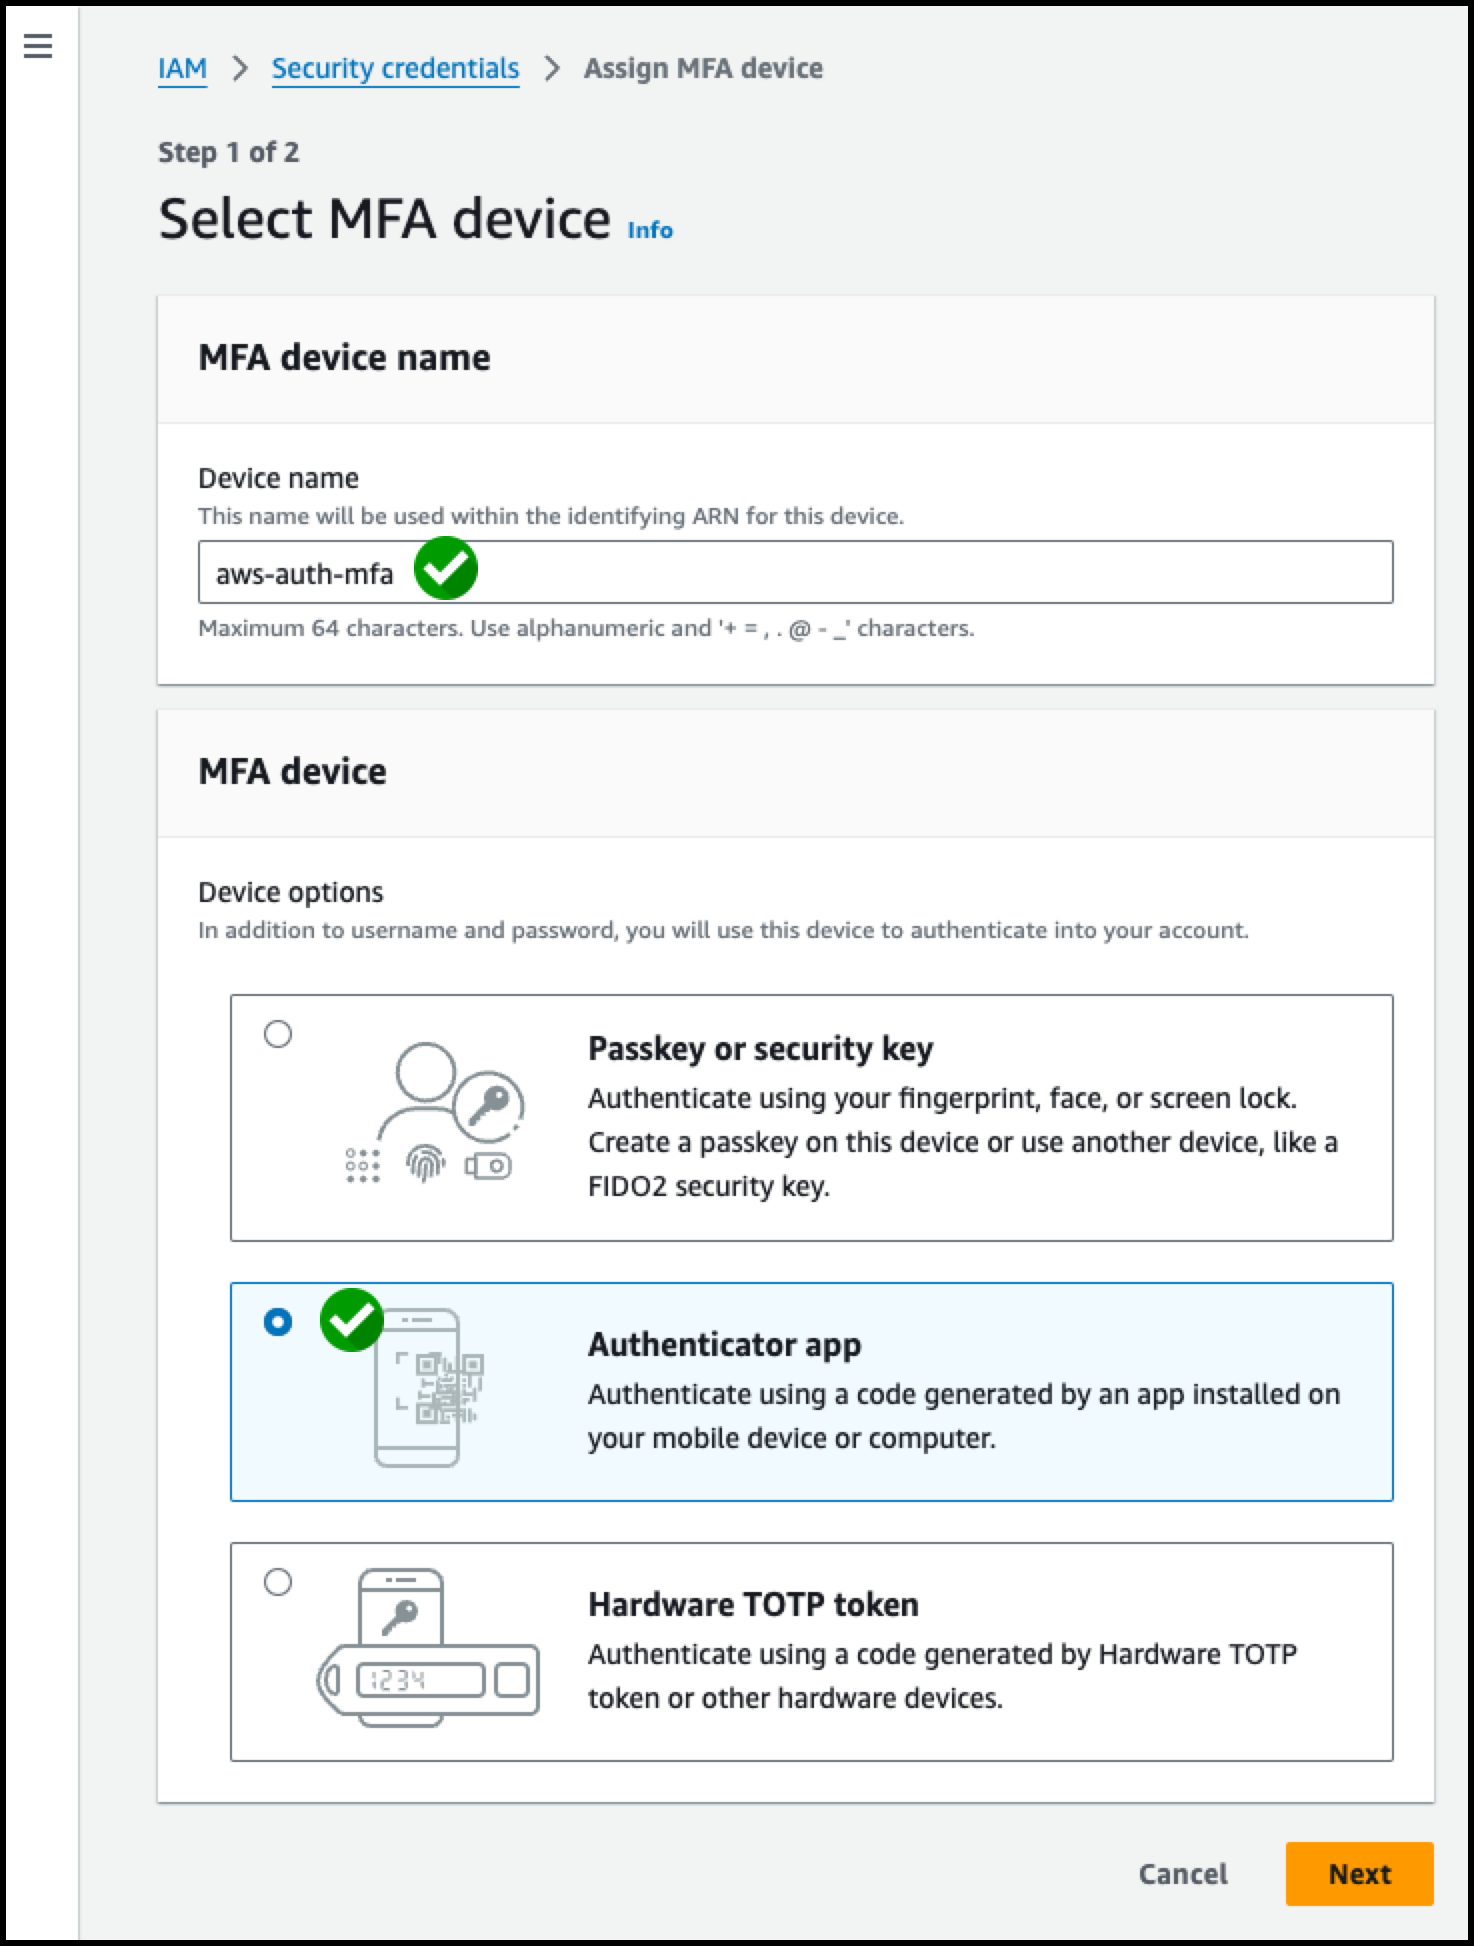 IAM > Security credentials > Assign MFA device
Step 1 of 2
Select MFA device Info
MFA device name
Device name
This name will be used within the identifying ARN for this device.
aws-auth-mfa
Maximum 64 characters. Use alphanumeric and '+ = , . @ - _' characters.
MFA device
Device options
In addition to username and password, you will use this device to authenticate into your account.
Passkey or security key
Authenticate using your fingerprint, face, or screen lock.
Create a passkey on this device or use another device, like a
FIDO2 security key.
Authenticator app
Authenticate using a code generated by an app installed on
your mobile device or computer.
Hardware TOTP token
1234
Authenticate using a code generated by Hardware TOTP
token or other hardware devices.
Cancel Next